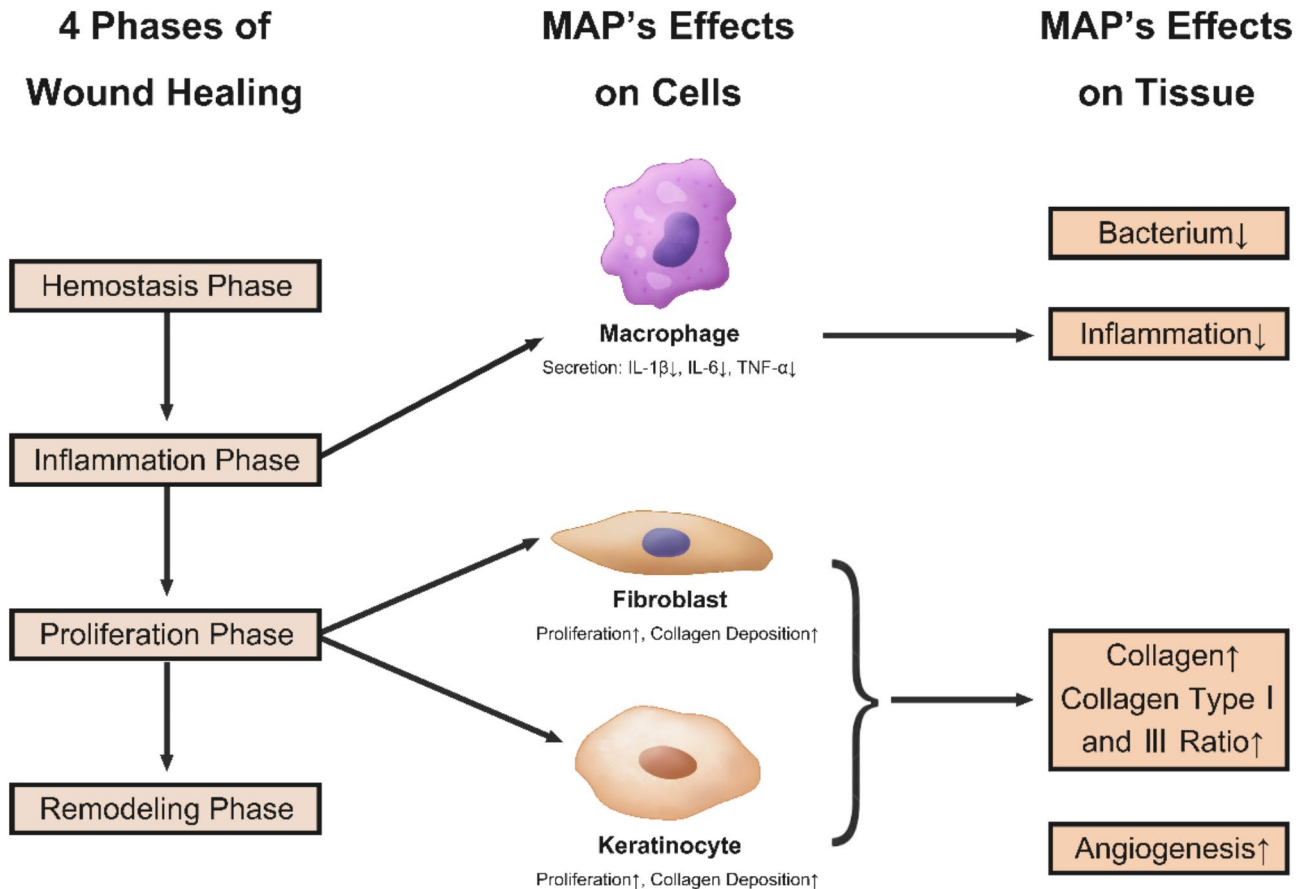 4 Phases of
Wound Healing
MAP's Effects
on Cells
MAP's Effects
on Tissue
Hemostasis Phase
Inflammation Phase
Proliferation Phase
Remodeling Phase
Macrophage
Secretion: IL-1β↓, IL-6↓, TNF-α↓
Fibroblast
Proliferation↑, Collagen Deposition↑
Keratinocyte
Proliferation↑, Collagen Deposition↑
Bacterium↓
Inflammation↓
Collagen↑
Collagen Type Ⅰ
and Ⅲ Ratio↑
Angiogenesis↑